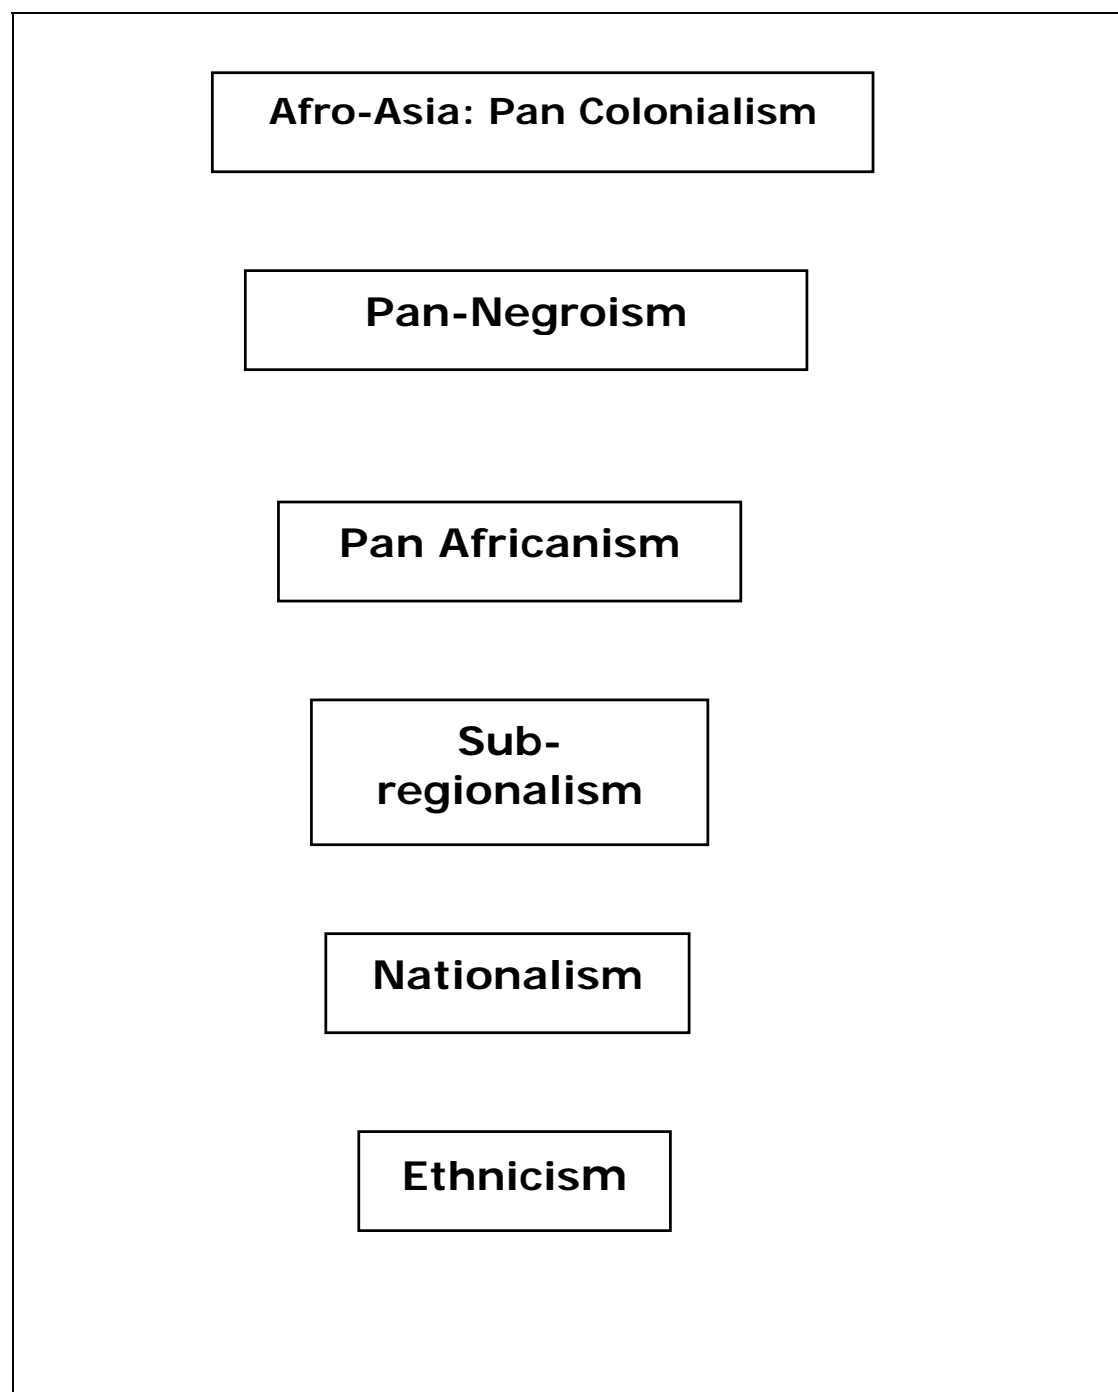 Afro-Asia: Pan Colonialism
Pan-Negroism
Pan Africanism
Sub-
regionalism
Nationalism
Ethnicism